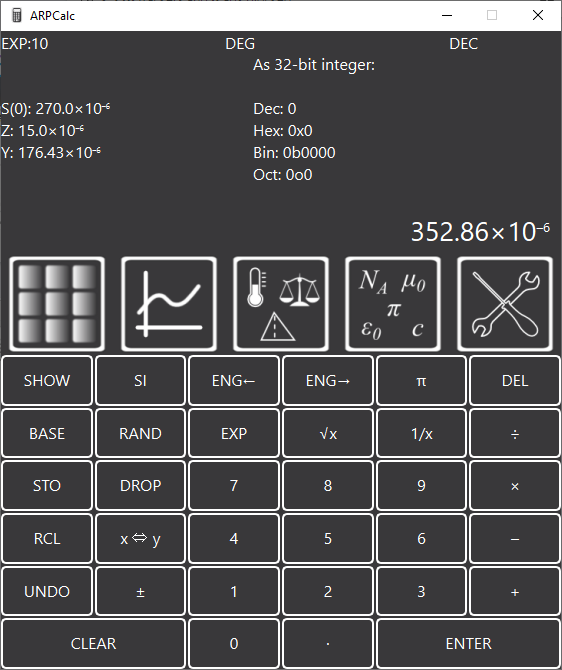 ARPCalc
EXP:10 DEG DEC
As 32-bit integer:
S(0): 270.0×10⁻⁶ Dec: 0
Z: 15.0×10⁻⁶ Hex: 0x0
Y: 176.43×10⁻⁶ Bin: 0b0000
Oct: 0o0
352.86×10⁻⁶
N_A μ₀
π
ε₀ c
SHOW SI ENG← ENG→ π DEL
BASE RAND EXP √x 1/x ÷
STO DROP 7 8 9 ×
RCL x ⇔ y 4 5 6 −
UNDO ± 1 2 3 +
CLEAR 0 · ENTER